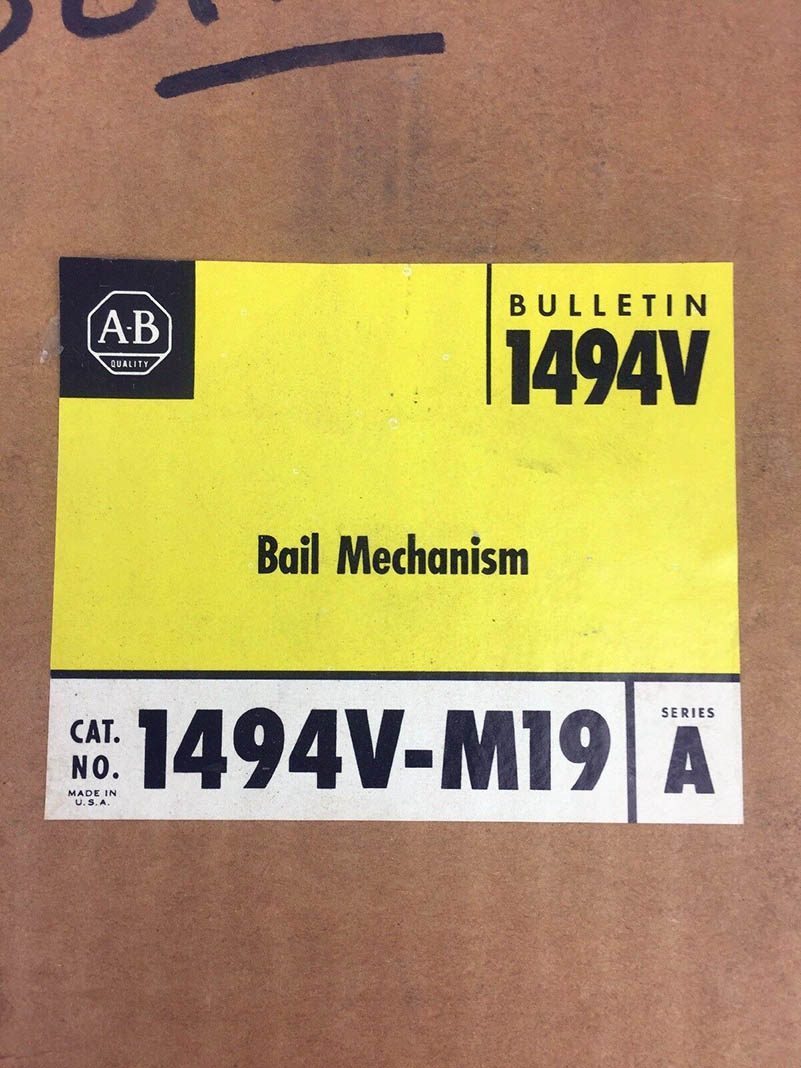 A-B
QUALITY
BULLETIN
1494V
Bail Mechanism
CAT.
NO.
1494V-M19
MADE IN
U.S.A.
SERIES
A